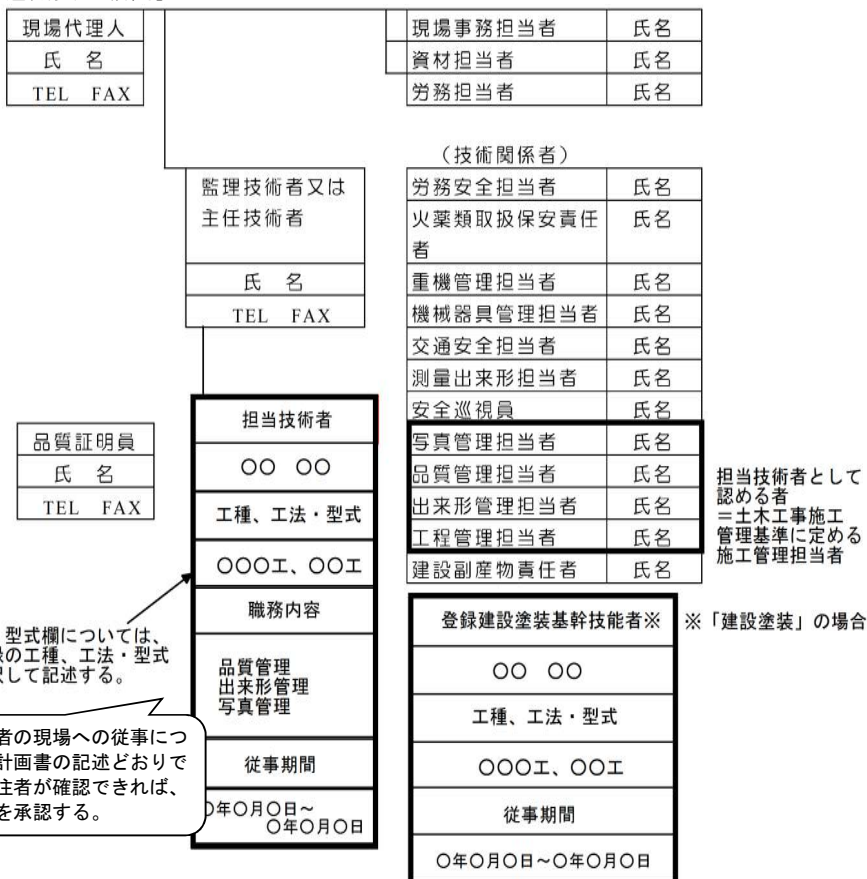 現場代理人
氏 名
TEL FAX
現場事務担当者 氏名
資材担当者 氏名
労務担当者 氏名
(技術関係者)
監理技術者又は
主任技術者
氏 名
TEL FAX
労務安全担当者 氏名
火薬類取扱保安責任 氏名
者
重機管理担当者 氏名
機械器具管理担当者 氏名
交通安全担当者 氏名
測量出来形担当者 氏名
安全巡視員 氏名
写真管理担当者 氏名
品質管理担当者 氏名
出来形管理担当者 氏名
工程管理担当者 氏名
建設副産物責任者 氏名
担当技術者として
認める者
=土木工事施工
管理基準に定める
施工管理担当者
品質証明員
氏 名
TEL FAX
担当技術者
○○ ○○
工種、工法・型式
○○○工、○○工
職務内容
品質管理
出来形管理
写真管理
従事期間
○年○月○日~
○年○月○日
型式欄については、
の工種、工法・型式
して記述する。
者の現場への従事につ
計画書の記述どおりで
注者が確認できれば、
を承認する。
登録建設塗装基幹技能者※
※「建設塗装」の場合
○○ ○○
工種、工法・型式
○○○工、○○工
従事期間
○年○月○日~○年○月○日